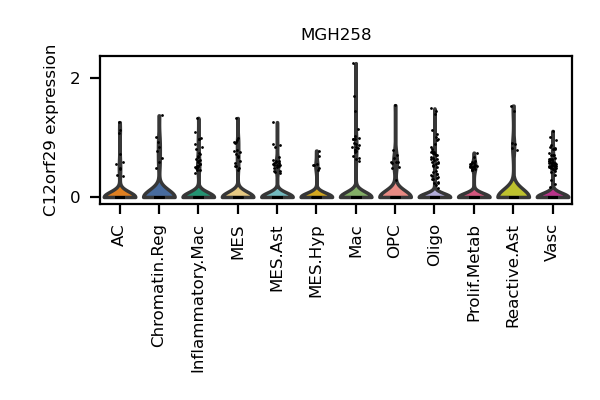 MGH258
C12orf29 expression
2
0
AC
Chromatin.Reg
Inflammatory.Mac
MES
MES.Ast
MES.Hyp
Mac
OPC
Oligo
Prolif.Metab
Reactive.Ast
Vasc